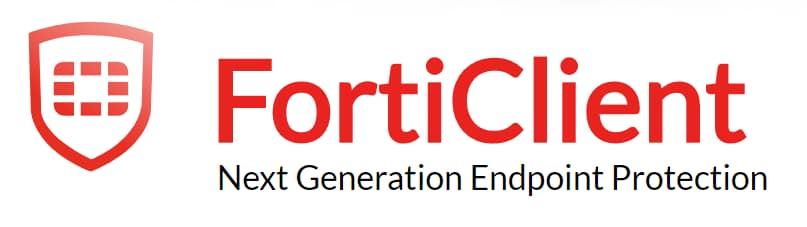 FortiClient
Next Generation Endpoint Protection